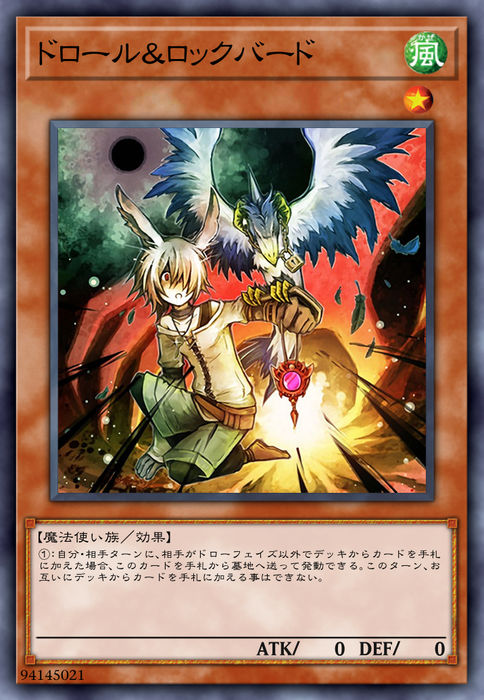 ドロール&ロックバード
かぜ
風
【魔法使い族/効果】
①:自分・相手ターンに、相手がドローフェイズ以外でデッキからカードを手札
に加えた場合、このカードを手札から墓地へ送って発動できる。このターン、お
互いにデッキからカードを手札に加える事はできない。
ATK/ 0 DEF/ 0
94145021